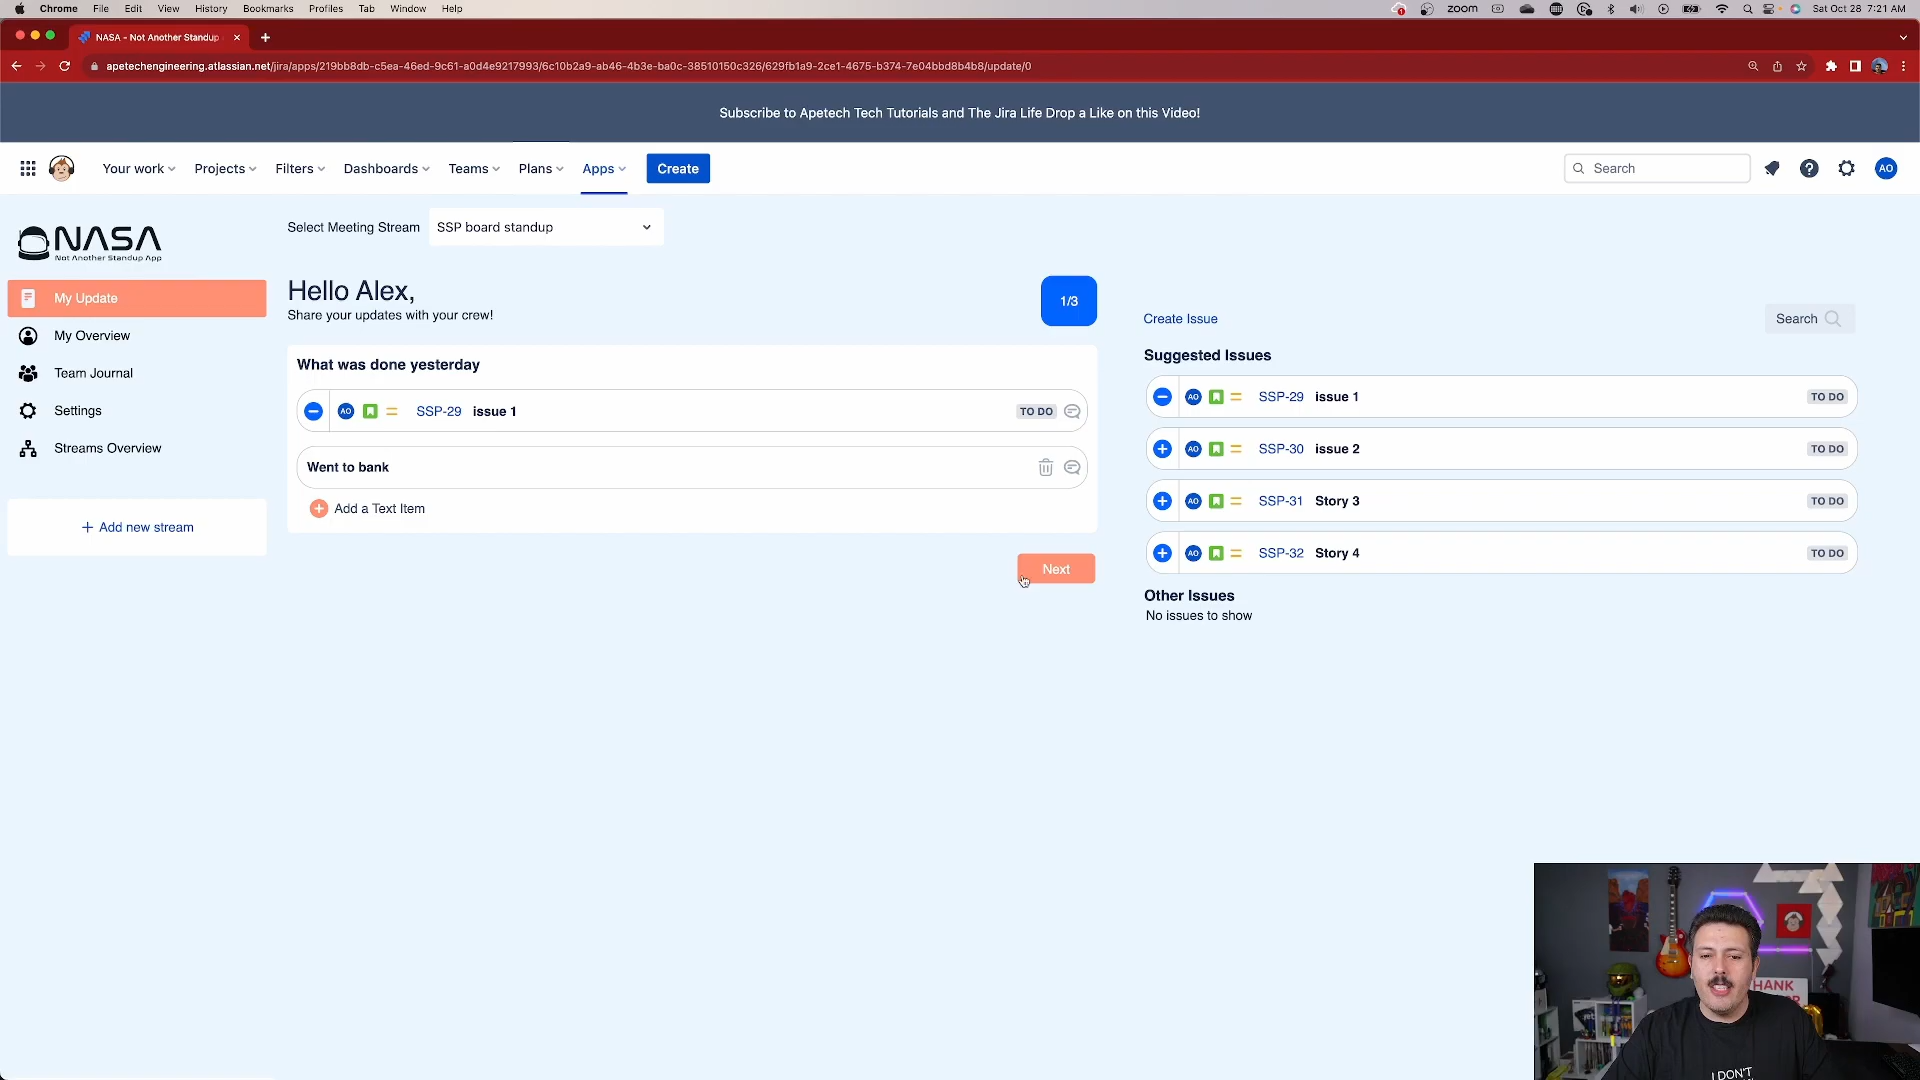 Chrome File Edit View History Bookmarks Profiles Tab Window Help
zoom Sat Oct 28 7:21 AM
NASA - Not Another Standup
apetechengineering.atlassian.net/jira/apps/219bb8db-c5ea-46ed-9c61-a0d4e9217993/6c10b2a9-ab46-4b3e-ba0c-38510150c326/629fb1a9-2ce1-4675-b374-7e04bbd8b4b8/update/0
Subscribe to Apetech Tech Tutorials and The Jira Life Drop a Like on this Video!
Your work Projects Filters Dashboards Teams Plans Apps Create
Search
AO
NASA
Not Another Standup App
My Update
My Overview
Team Journal
Settings
Streams Overview
+ Add new stream
Select Meeting Stream SSP board standup
Hello Alex,
Share your updates with your crew!
1/3
What was done yesterday
AO SSP-29 issue 1 TO DO
Went to bank
Add a Text Item
Next
Create Issue
Search
Suggested Issues
AO SSP-29 issue 1 TO DO
AO SSP-30 issue 2 TO DO
AO SSP-31 Story 3 TO DO
AO SSP-32 Story 4 TO DO
Other Issues
No issues to show
I DON'T